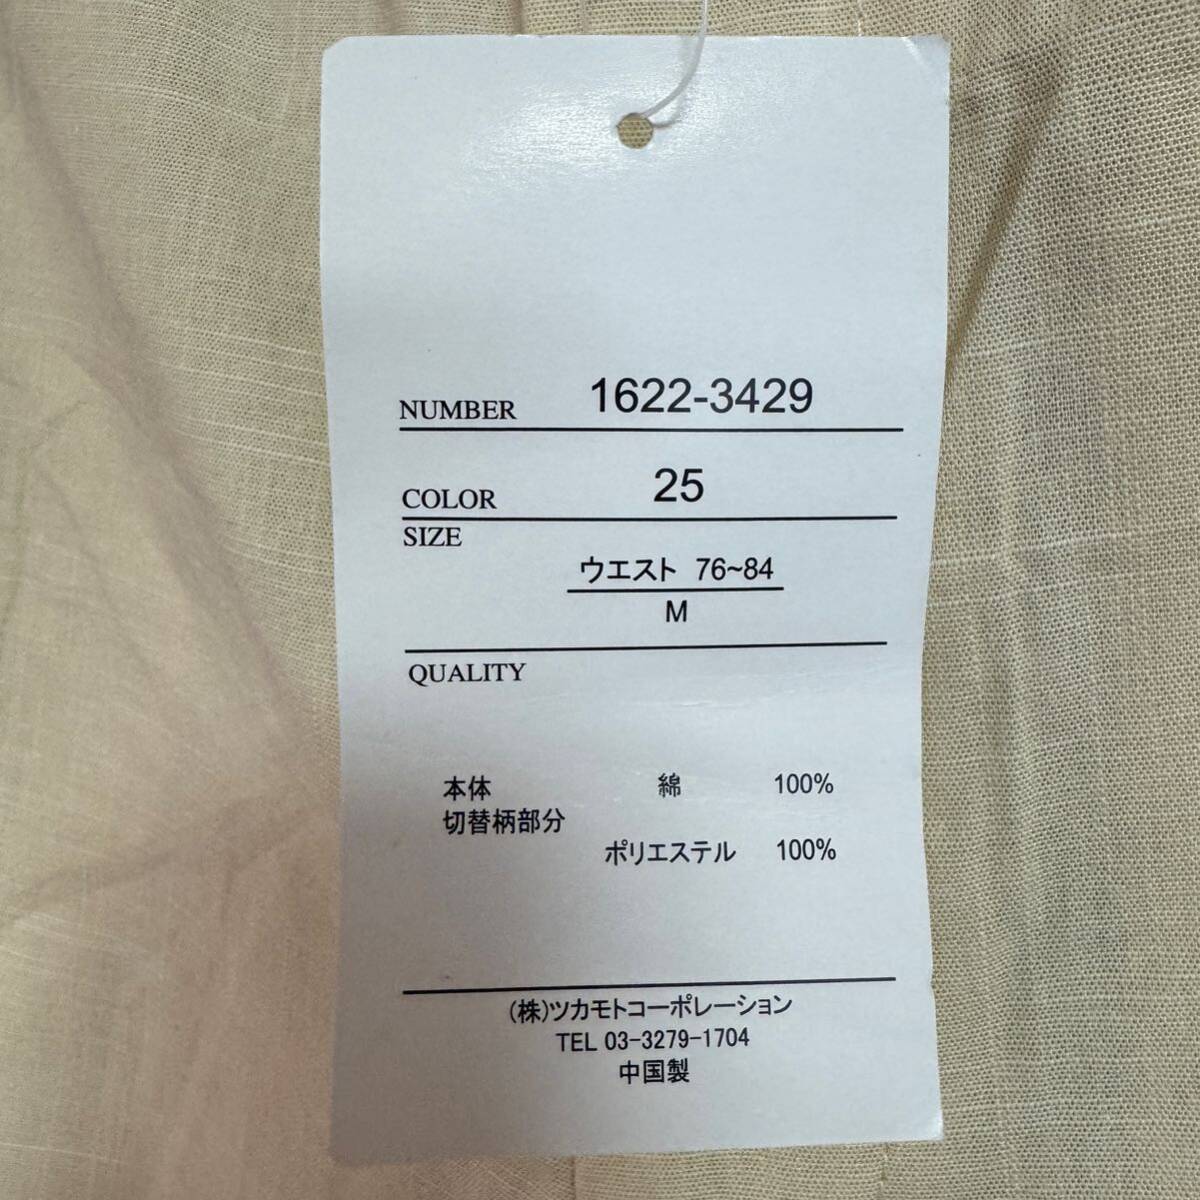 NUMBER 1622-3429
COLOR 25
SIZE
ウエスト 76~84
M
QUALITY
本体 綿 100%
切替柄部分
ポリエステル 100%
(株)ツカモトコーポレーション
TEL 03-3279-1704
中国製